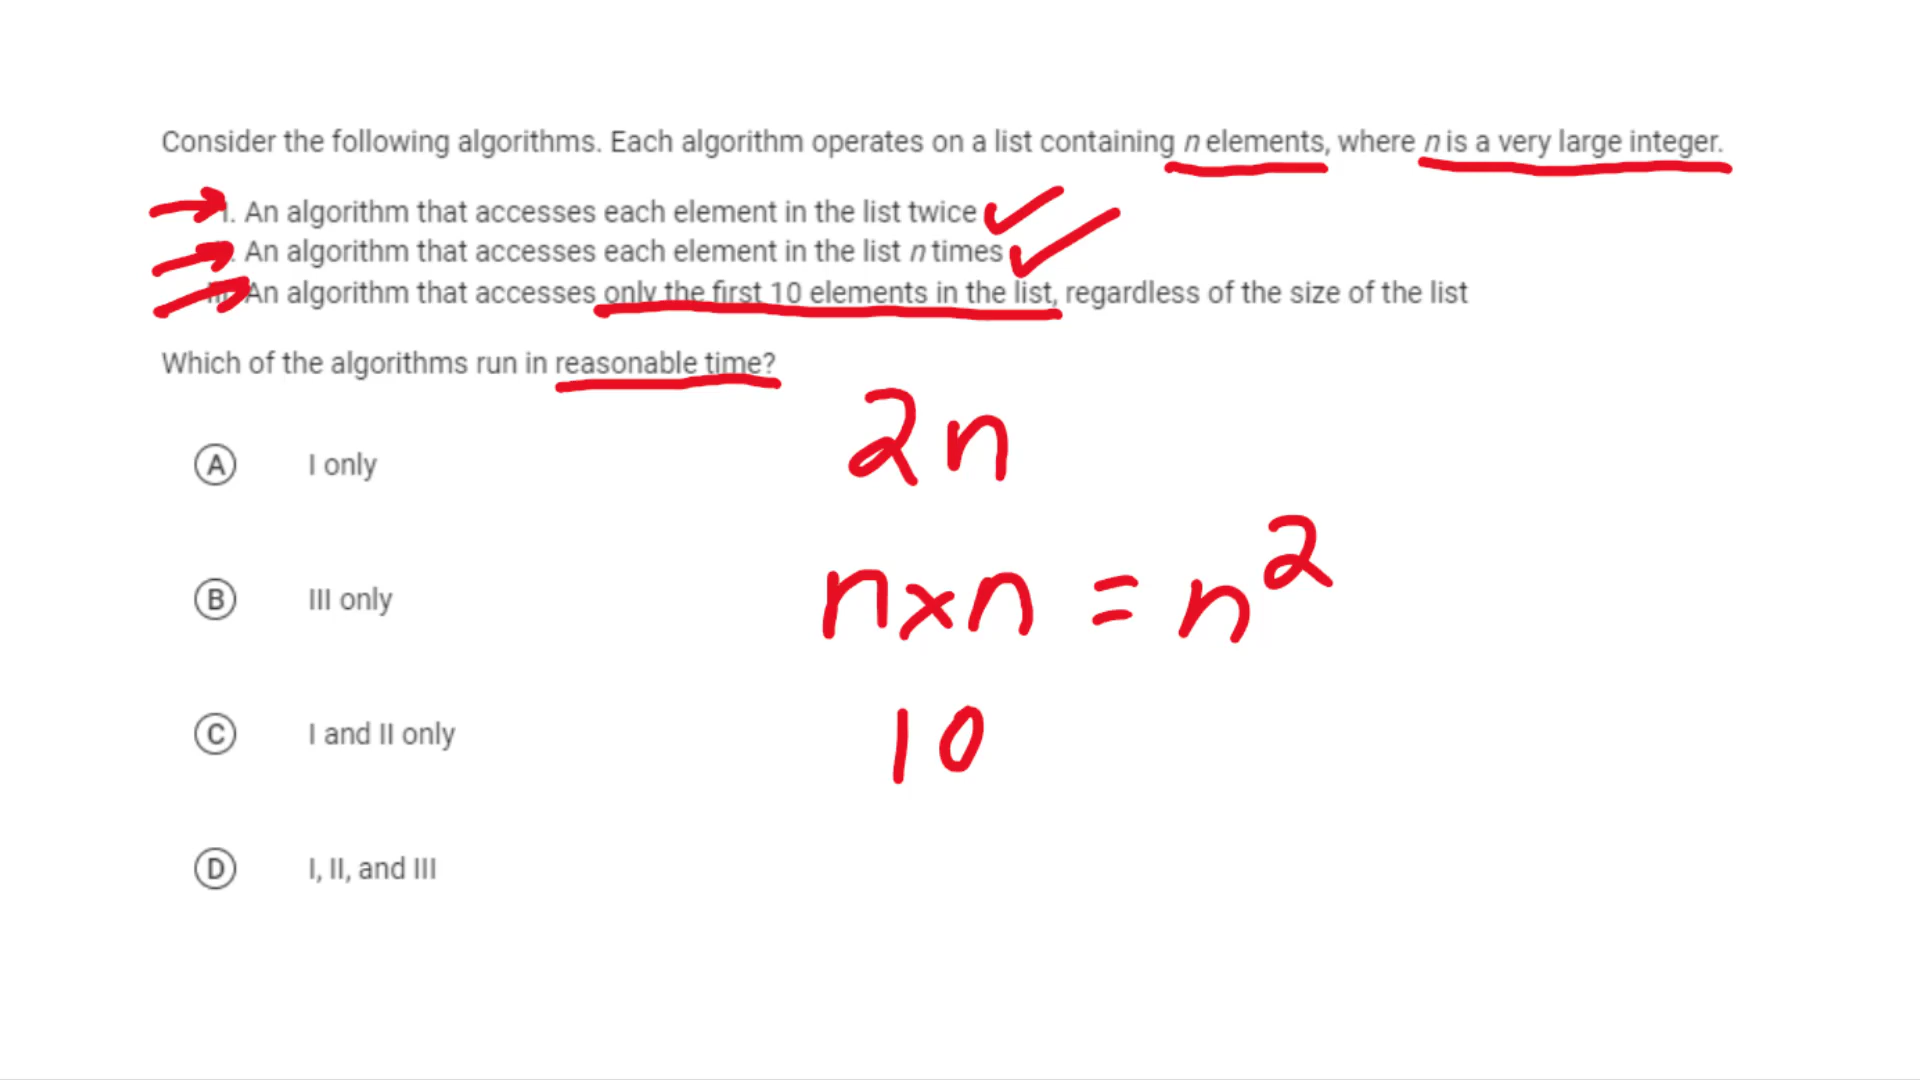 Consider the following algorithms. Each algorithm operates on a list containing n elements, where n is a very large integer.
I. An algorithm that accesses each element in the list twice
. An algorithm that accesses each element in the list n times
III. An algorithm that accesses only the first 10 elements in the list, regardless of the size of the list
Which of the algorithms run in reasonable time?
2n
A I only
n×n = n²
B III only
10
C I and II only
D I, II, and III